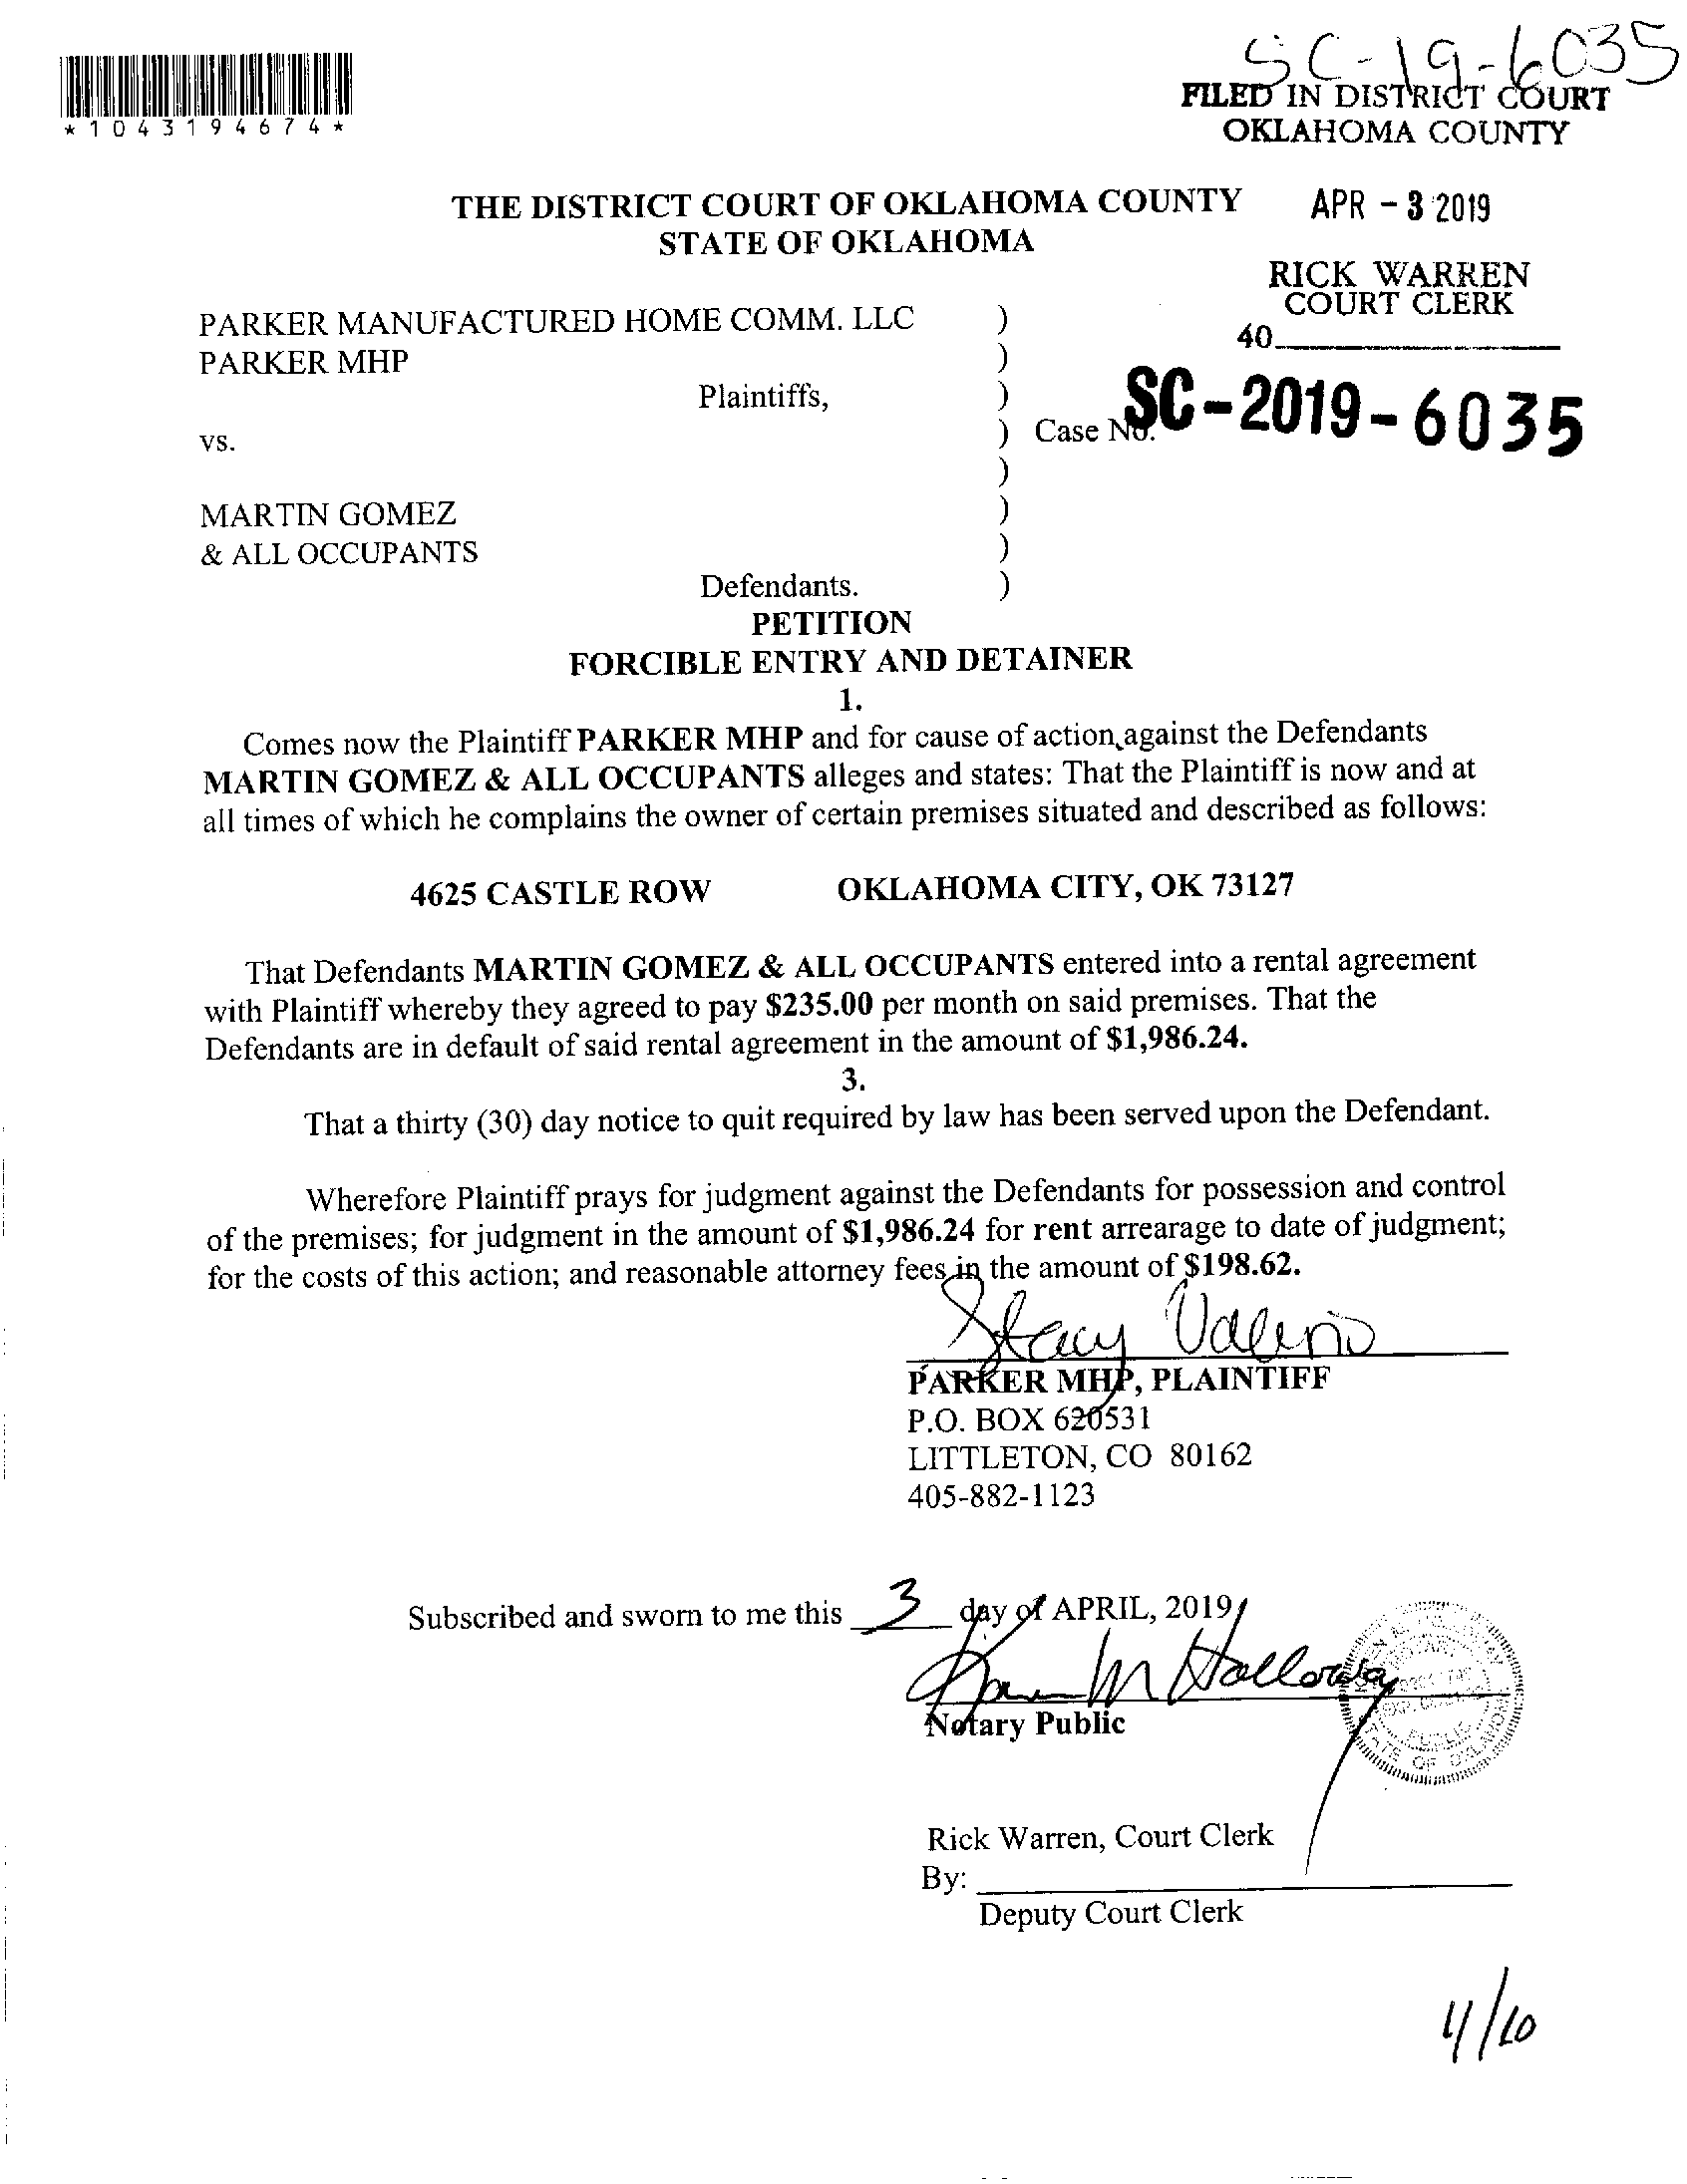 SC-19-6035
FILED IN DISTRICT COURT
OKLAHOMA COUNTY
*1043194674*
THE DISTRICT COURT OF OKLAHOMA COUNTY
STATE OF OKLAHOMA
APR - 3 2019
RICK WARREN
COURT CLERK
40
PARKER MANUFACTURED HOME COMM. LLC )
PARKER MHP )
Plaintiffs, )
vs. ) Case No. SC-2019-6035
)
MARTIN GOMEZ )
& ALL OCCUPANTS )
Defendants. )
PETITION
FORCIBLE ENTRY AND DETAINER
1.
Comes now the Plaintiff PARKER MHP and for cause of action, against the Defendants
MARTIN GOMEZ & ALL OCCUPANTS alleges and states: That the Plaintiff is now and at
all times of which he complains the owner of certain premises situated and described as follows:
4625 CASTLE ROW OKLAHOMA CITY, OK 73127
That Defendants MARTIN GOMEZ & ALL OCCUPANTS entered into a rental agreement
with Plaintiff whereby they agreed to pay $235.00 per month on said premises. That the
Defendants are in default of said rental agreement in the amount of $1,986.24.
3.
That a thirty (30) day notice to quit required by law has been served upon the Defendant.
Wherefore Plaintiff prays for judgment against the Defendants for possession and control
of the premises; for judgment in the amount of $1,986.24 for rent arrearage to date of judgment;
for the costs of this action; and reasonable attorney fees in the amount of $198.62.
Stacy Valerio
PARKER MHP, PLAINTIFF
P.O. BOX 620531
LITTLETON, CO 80162
405-882-1123
Subscribed and sworn to me this 3 day of APRIL, 2019
M Holloway
Notary Public
NOTARY
PUBLIC
STATE OF OKLAHOMA
Rick Warren, Court Clerk
By:
Deputy Court Clerk
4/10